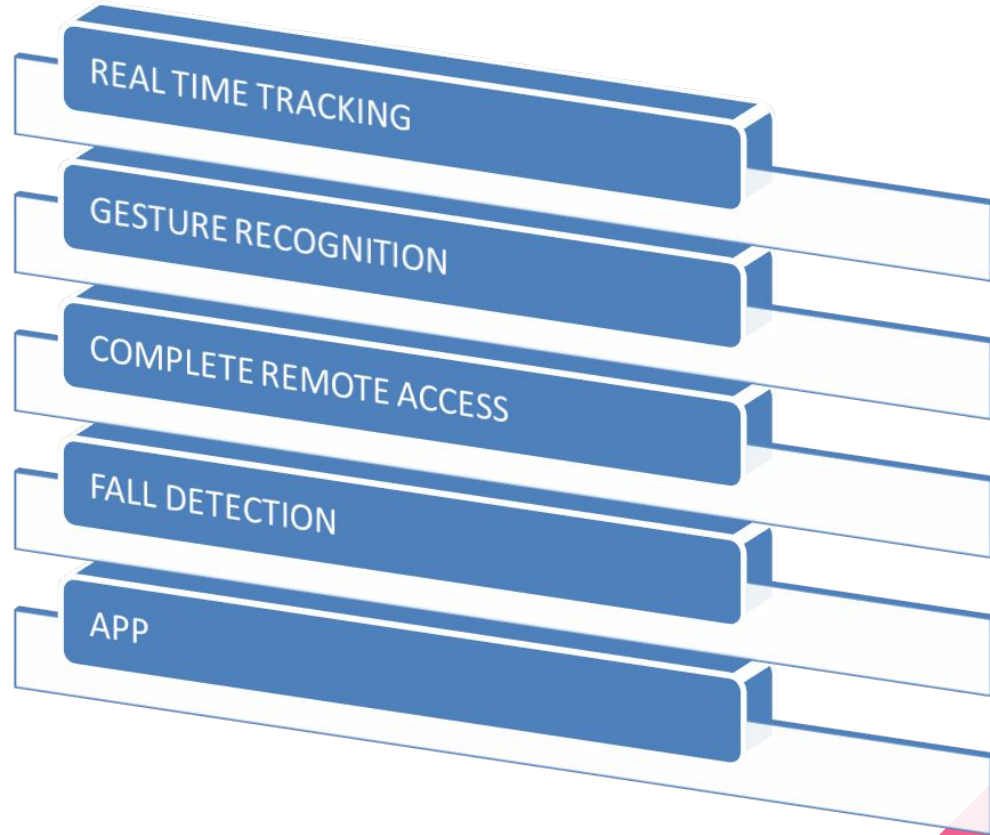 REAL TIME TRACKING
GESTURE RECOGNITION
COMPLETE REMOTE ACCESS
FALL DETECTION
APP